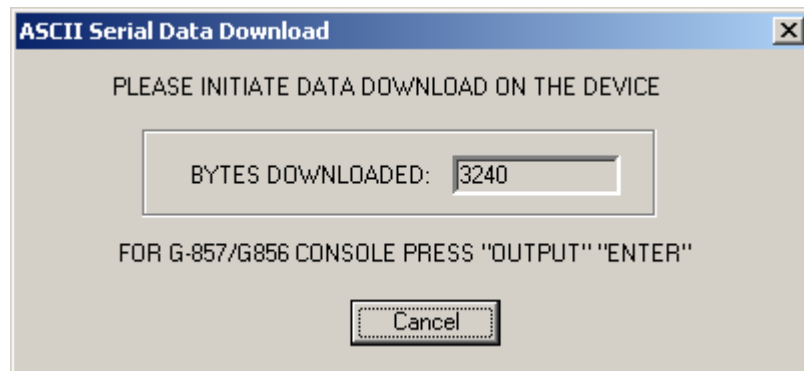 ASCII Serial Data Download
PLEASE INITIATE DATA DOWNLOAD ON THE DEVICE
BYTES DOWNLOADED: 3240
FOR G-857/G856 CONSOLE PRESS "OUTPUT" "ENTER"
Cancel